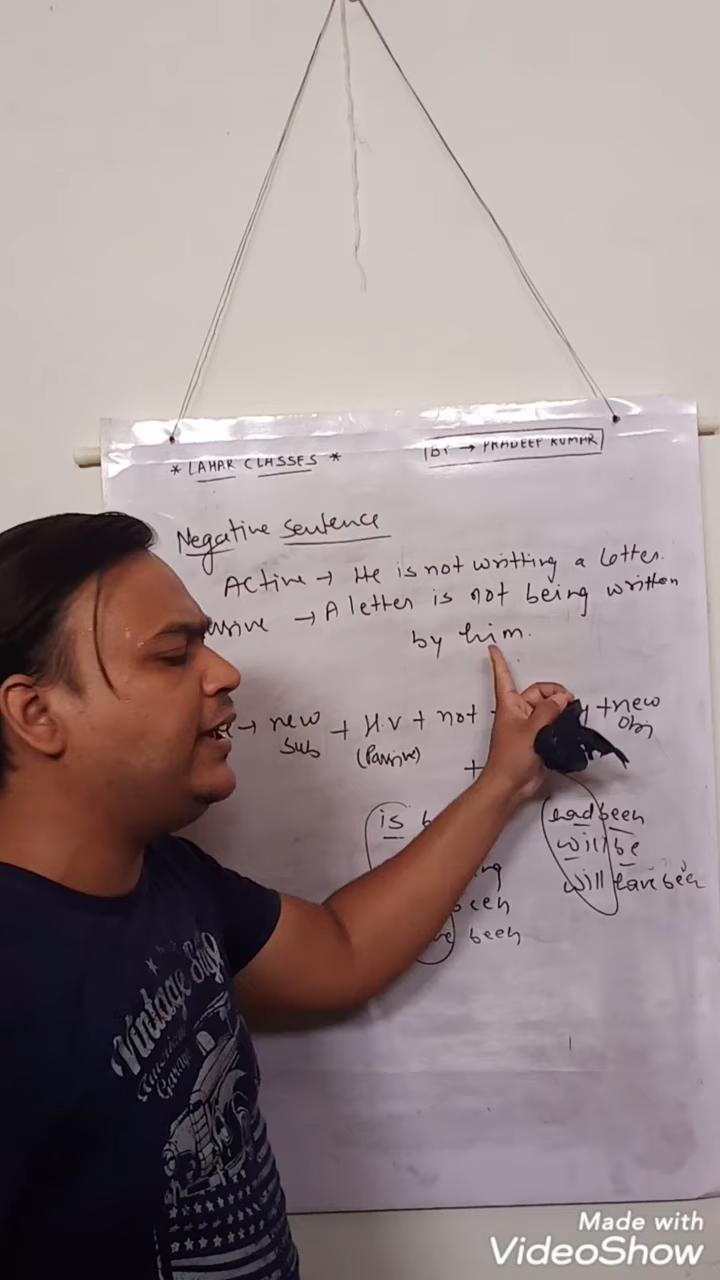 * LAHAR CLASSES *
BY → PRADEEP KUMAR
Negative Sentence
Active → He is not writting a letter.
→ A letter is not being written
by him.
→ new Sub + H.V (Passive) + not
+ new Obj
+
is
been
been
had been
will be
will have been
Vintage
American
Garage
Made with
VideoShow